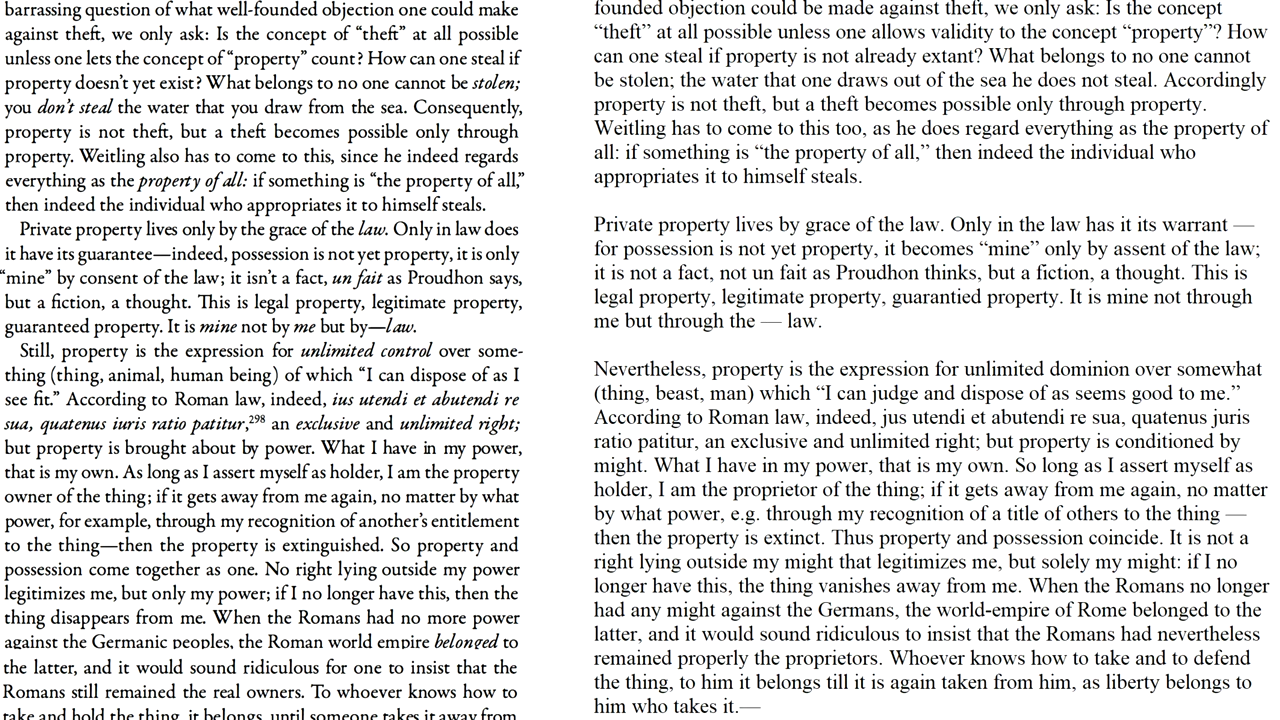 barrassing question of what well-founded objection one could make
against theft, we only ask: Is the concept of “theft” at all possible
unless one lets the concept of “property” count? How can one steal if
property doesn’t yet exist? What belongs to no one cannot be stolen;
you don’t steal the water that you draw from the sea. Consequently,
property is not theft, but a theft becomes possible only through
property. Weitling also has to come to this, since he indeed regards
everything as the property of all: if something is “the property of all,”
then indeed the individual who appropriates it to himself steals.
Private property lives only by the grace of the law. Only in law does
it have its guarantee—indeed, possession is not yet property, it is only
“mine” by consent of the law; it isn’t a fact, un fait as Proudhon says,
but a fiction, a thought. This is legal property, legitimate property,
guaranteed property. It is mine not by me but by—law.
Still, property is the expression for unlimited control over some-
thing (thing, animal, human being) of which “I can dispose of as I
see fit.” According to Roman law, indeed, ius utendi et abutendi re
sua, quatenus iuris ratio patitur,298 an exclusive and unlimited right;
but property is brought about by power. What I have in my power,
that is my own. As long as I assert myself as holder, I am the property
owner of the thing; if it gets away from me again, no matter by what
power, for example, through my recognition of another’s entitlement
to the thing—then the property is extinguished. So property and
possession come together as one. No right lying outside my power
legitimizes me, but only my power; if I no longer have this, then the
thing disappears from me. When the Romans had no more power
against the Germanic peoples, the Roman world empire belonged to
the latter, and it would sound ridiculous for one to insist that the
Romans still remained the real owners. To whoever knows how to
take and hold the thing, it belongs, until someone takes it away from
founded objection could be made against theft, we only ask: Is the concept
“theft” at all possible unless one allows validity to the concept “property”? How
can one steal if property is not already extant? What belongs to no one cannot
be stolen; the water that one draws out of the sea he does not steal. Accordingly
property is not theft, but a theft becomes possible only through property.
Weitling has to come to this too, as he does regard everything as the property of
all: if something is “the property of all,” then indeed the individual who
appropriates it to himself steals.
Private property lives by grace of the law. Only in the law has it its warrant —
for possession is not yet property, it becomes “mine” only by assent of the law;
it is not a fact, not un fait as Proudhon thinks, but a fiction, a thought. This is
legal property, legitimate property, guarantied property. It is mine not through
me but through the — law.
Nevertheless, property is the expression for unlimited dominion over somewhat
(thing, beast, man) which “I can judge and dispose of as seems good to me.”
According to Roman law, indeed, jus utendi et abutendi re sua, quatenus juris
ratio patitur, an exclusive and unlimited right; but property is conditioned by
might. What I have in my power, that is my own. So long as I assert myself as
holder, I am the proprietor of the thing; if it gets away from me again, no matter
by what power, e.g. through my recognition of a title of others to the thing —
then the property is extinct. Thus property and possession coincide. It is not a
right lying outside my might that legitimizes me, but solely my might: if I no
longer have this, the thing vanishes away from me. When the Romans no longer
had any might against the Germans, the world-empire of Rome belonged to the
latter, and it would sound ridiculous to insist that the Romans had nevertheless
remained properly the proprietors. Whoever knows how to take and to defend
the thing, to him it belongs till it is again taken from him, as liberty belongs to
him who takes it.—